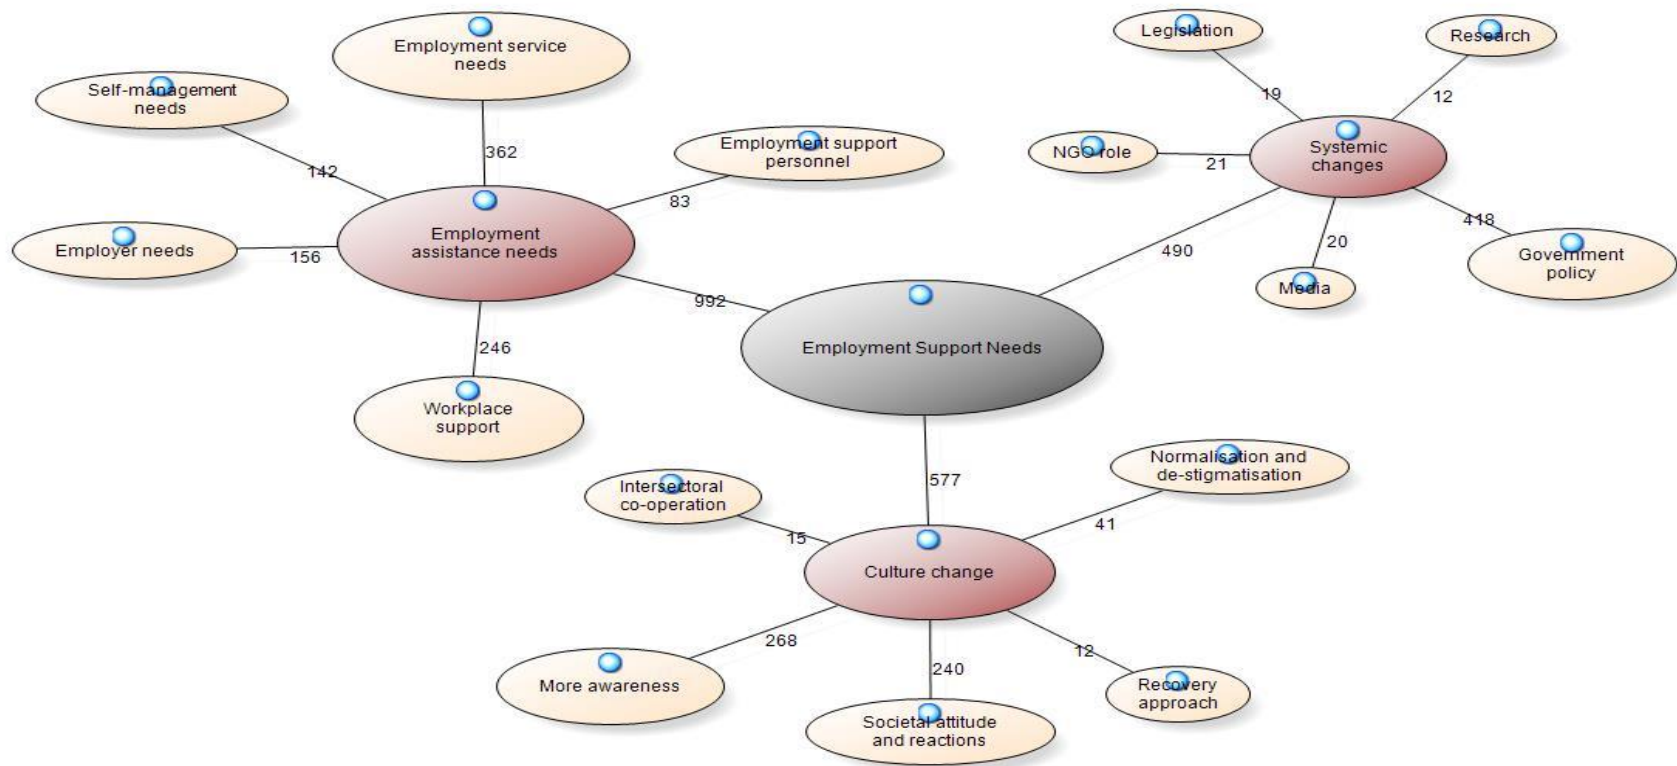 Employment service
needs
Self-management
needs
362
142
Employment support
personnel
83
Employment
assistance needs
Employer needs
156
992
246
Workplace
support
Legislation
Research
19
12
NGO role
21
Systemic
changes
418
20
490
Government
policy
Media
Employment Support Needs
577
Normalisation and
de-stigmatisation
Intersectoral
co-operation
15
41
Culture change
268
240
12
More awareness
Societal attitude
and reactions
Recovery
approach